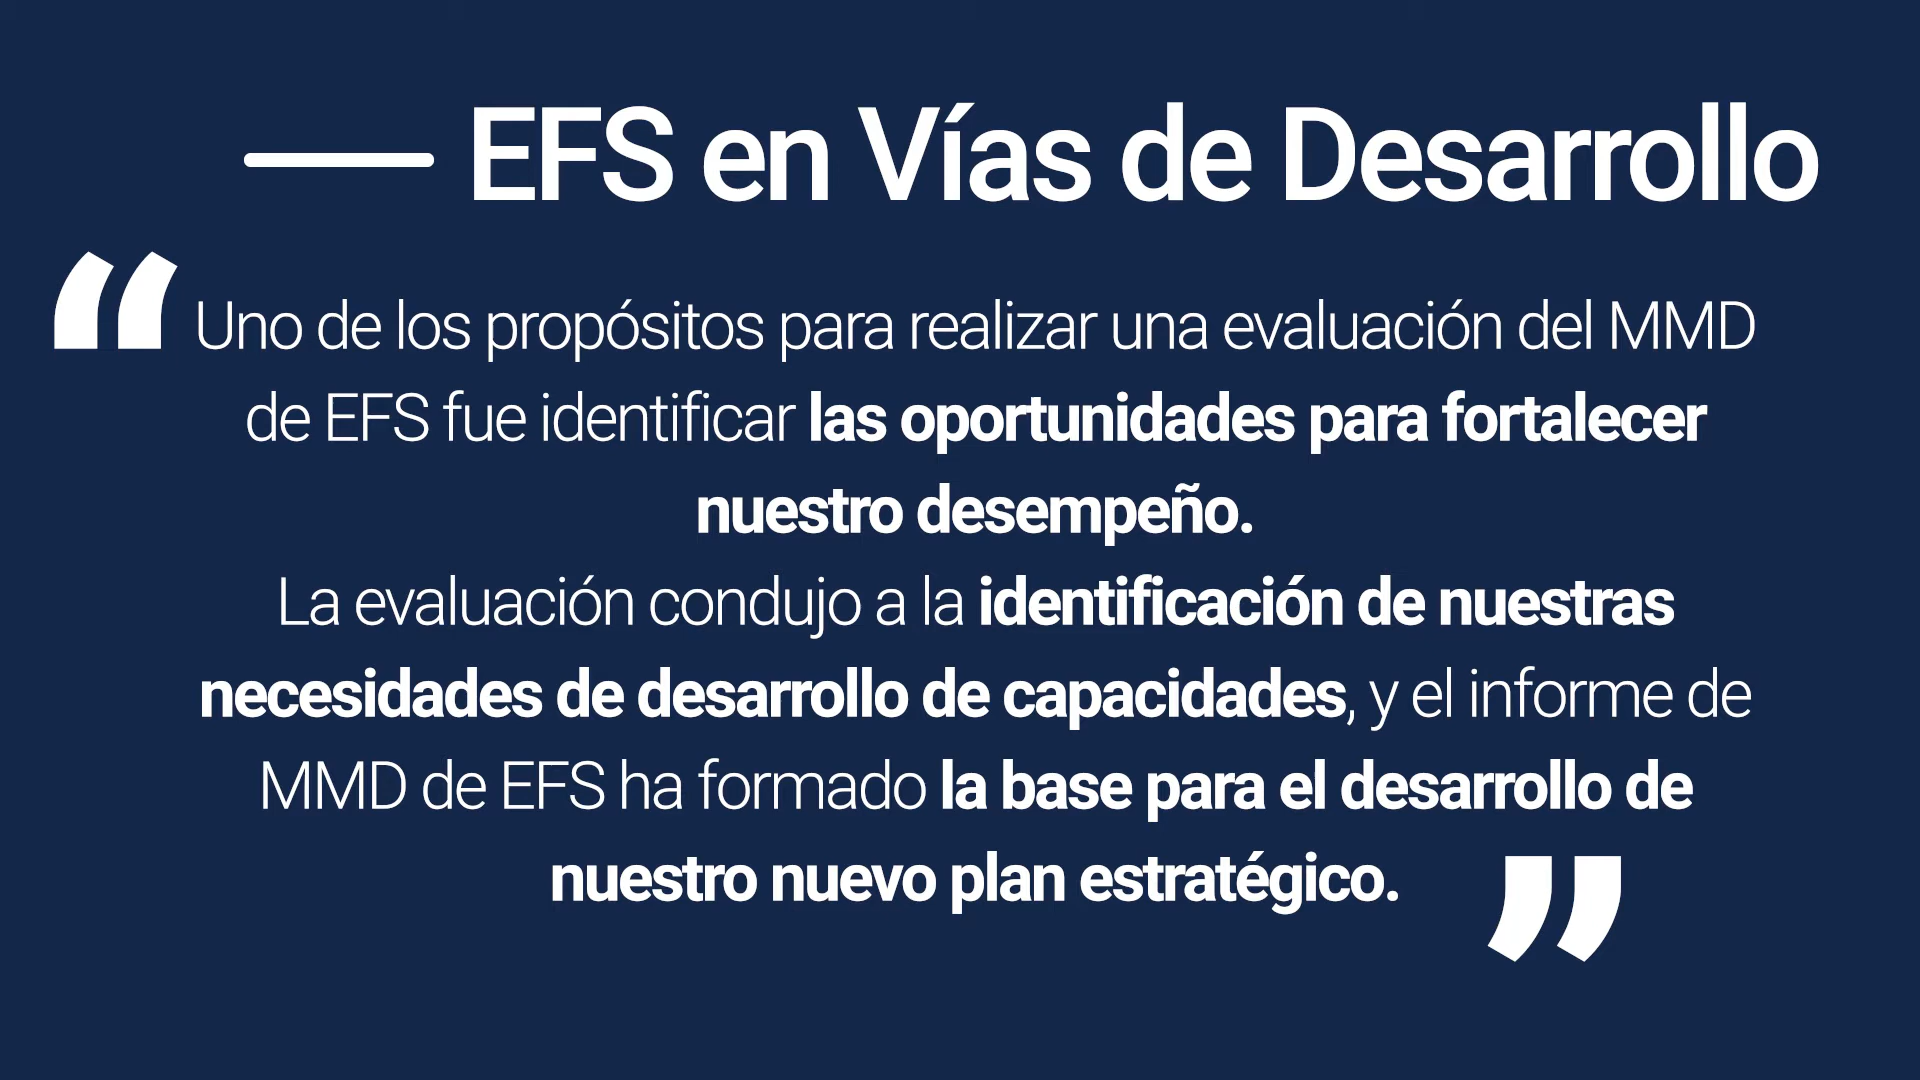 EFS en Vías de Desarrollo
“Uno de los propósitos para realizar una evaluación del MMD
de EFS fue identificar las oportunidades para fortalecer
nuestro desempeño.
La evaluación condujo a la identificación de nuestras
necesidades de desarrollo de capacidades, y el informe de
MMD de EFS ha formado la base para el desarrollo de
nuestro nuevo plan estratégico.”